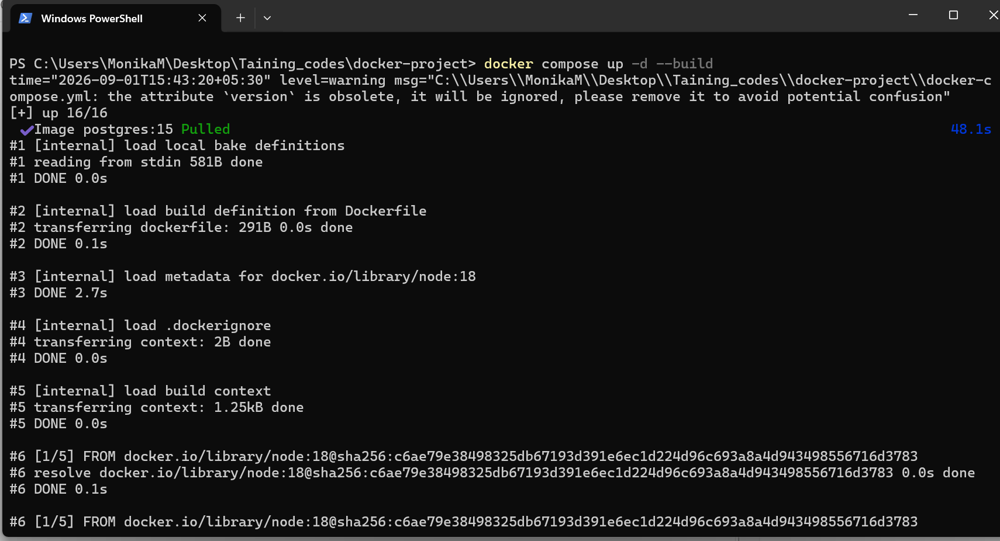 Windows PowerShell
PS C:\Users\MonikaM\Desktop\Taining_codes\docker-project> docker compose up -d --build
time="2026-09-01T15:43:20+05:30" level=warning msg="C:\\Users\\MonikaM\\Desktop\\Taining_codes\\docker-project\\docker-c
ompose.yml: the attribute `version` is obsolete, it will be ignored, please remove it to avoid potential confusion"
[+] up 16/16
Image postgres:15 Pulled 48.1s
#1 [internal] load local bake definitions
#1 reading from stdin 581B done
#1 DONE 0.0s
#2 [internal] load build definition from Dockerfile
#2 transferring dockerfile: 291B 0.0s done
#2 DONE 0.1s
#3 [internal] load metadata for docker.io/library/node:18
#3 DONE 2.7s
#4 [internal] load .dockerignore
#4 transferring context: 2B done
#4 DONE 0.0s
#5 [internal] load build context
#5 transferring context: 1.25kB done
#5 DONE 0.0s
#6 [1/5] FROM docker.io/library/node:18@sha256:c6ae79e38498325db67193d391e6ec1d224d96c693a8a4d943498556716d3783
#6 resolve docker.io/library/node:18@sha256:c6ae79e38498325db67193d391e6ec1d224d96c693a8a4d943498556716d3783 0.0s done
#6 DONE 0.1s
#6 [1/5] FROM docker.io/library/node:18@sha256:c6ae79e38498325db67193d391e6ec1d224d96c693a8a4d943498556716d3783